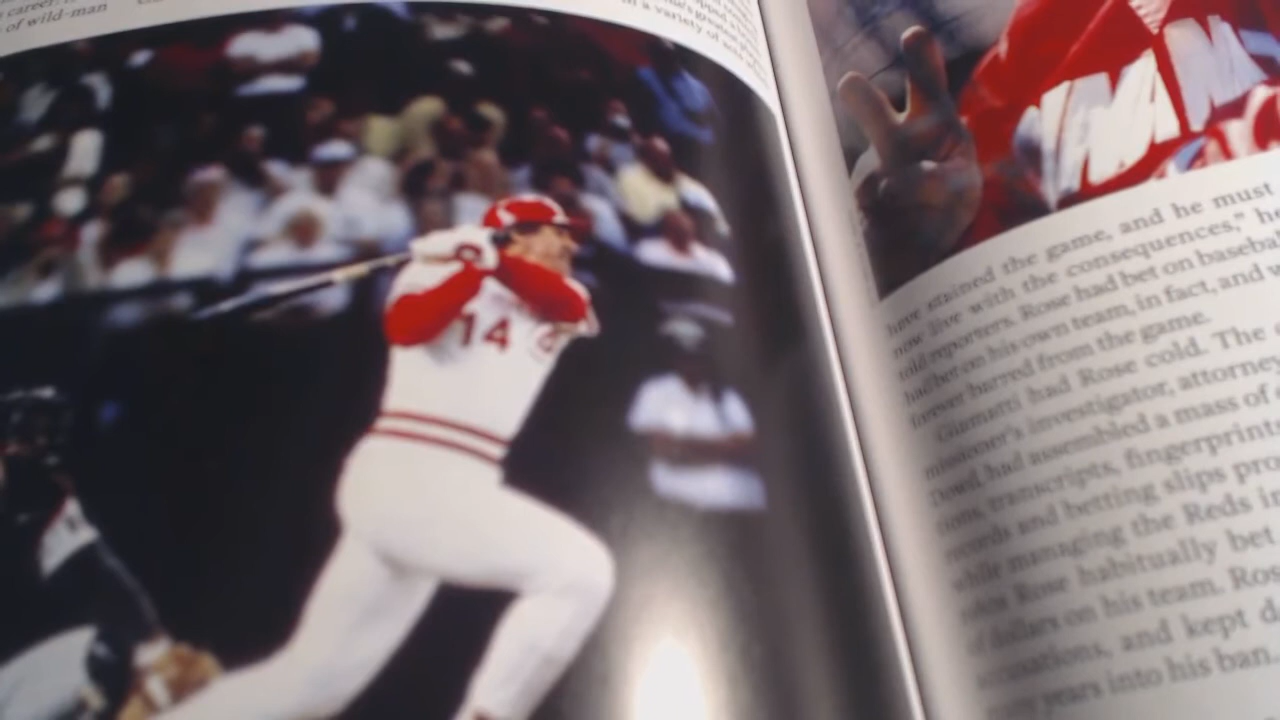 career.
of wild-man
in a variety of
14
have stained the game, and he must
now live with the consequences," he
told reporters. Rose had bet on baseball
had bet on his own team, in fact, and w
forever barred from the game.
Giamatti had Rose cold. The
missioner's investigator, attorney
Dowd, had assembled a mass of
tions, transcripts, fingerprints
records and betting slips pro
while managing the Reds in
Rose habitually bet
of dollars on his team. Ros
and kept d
years into his ban.